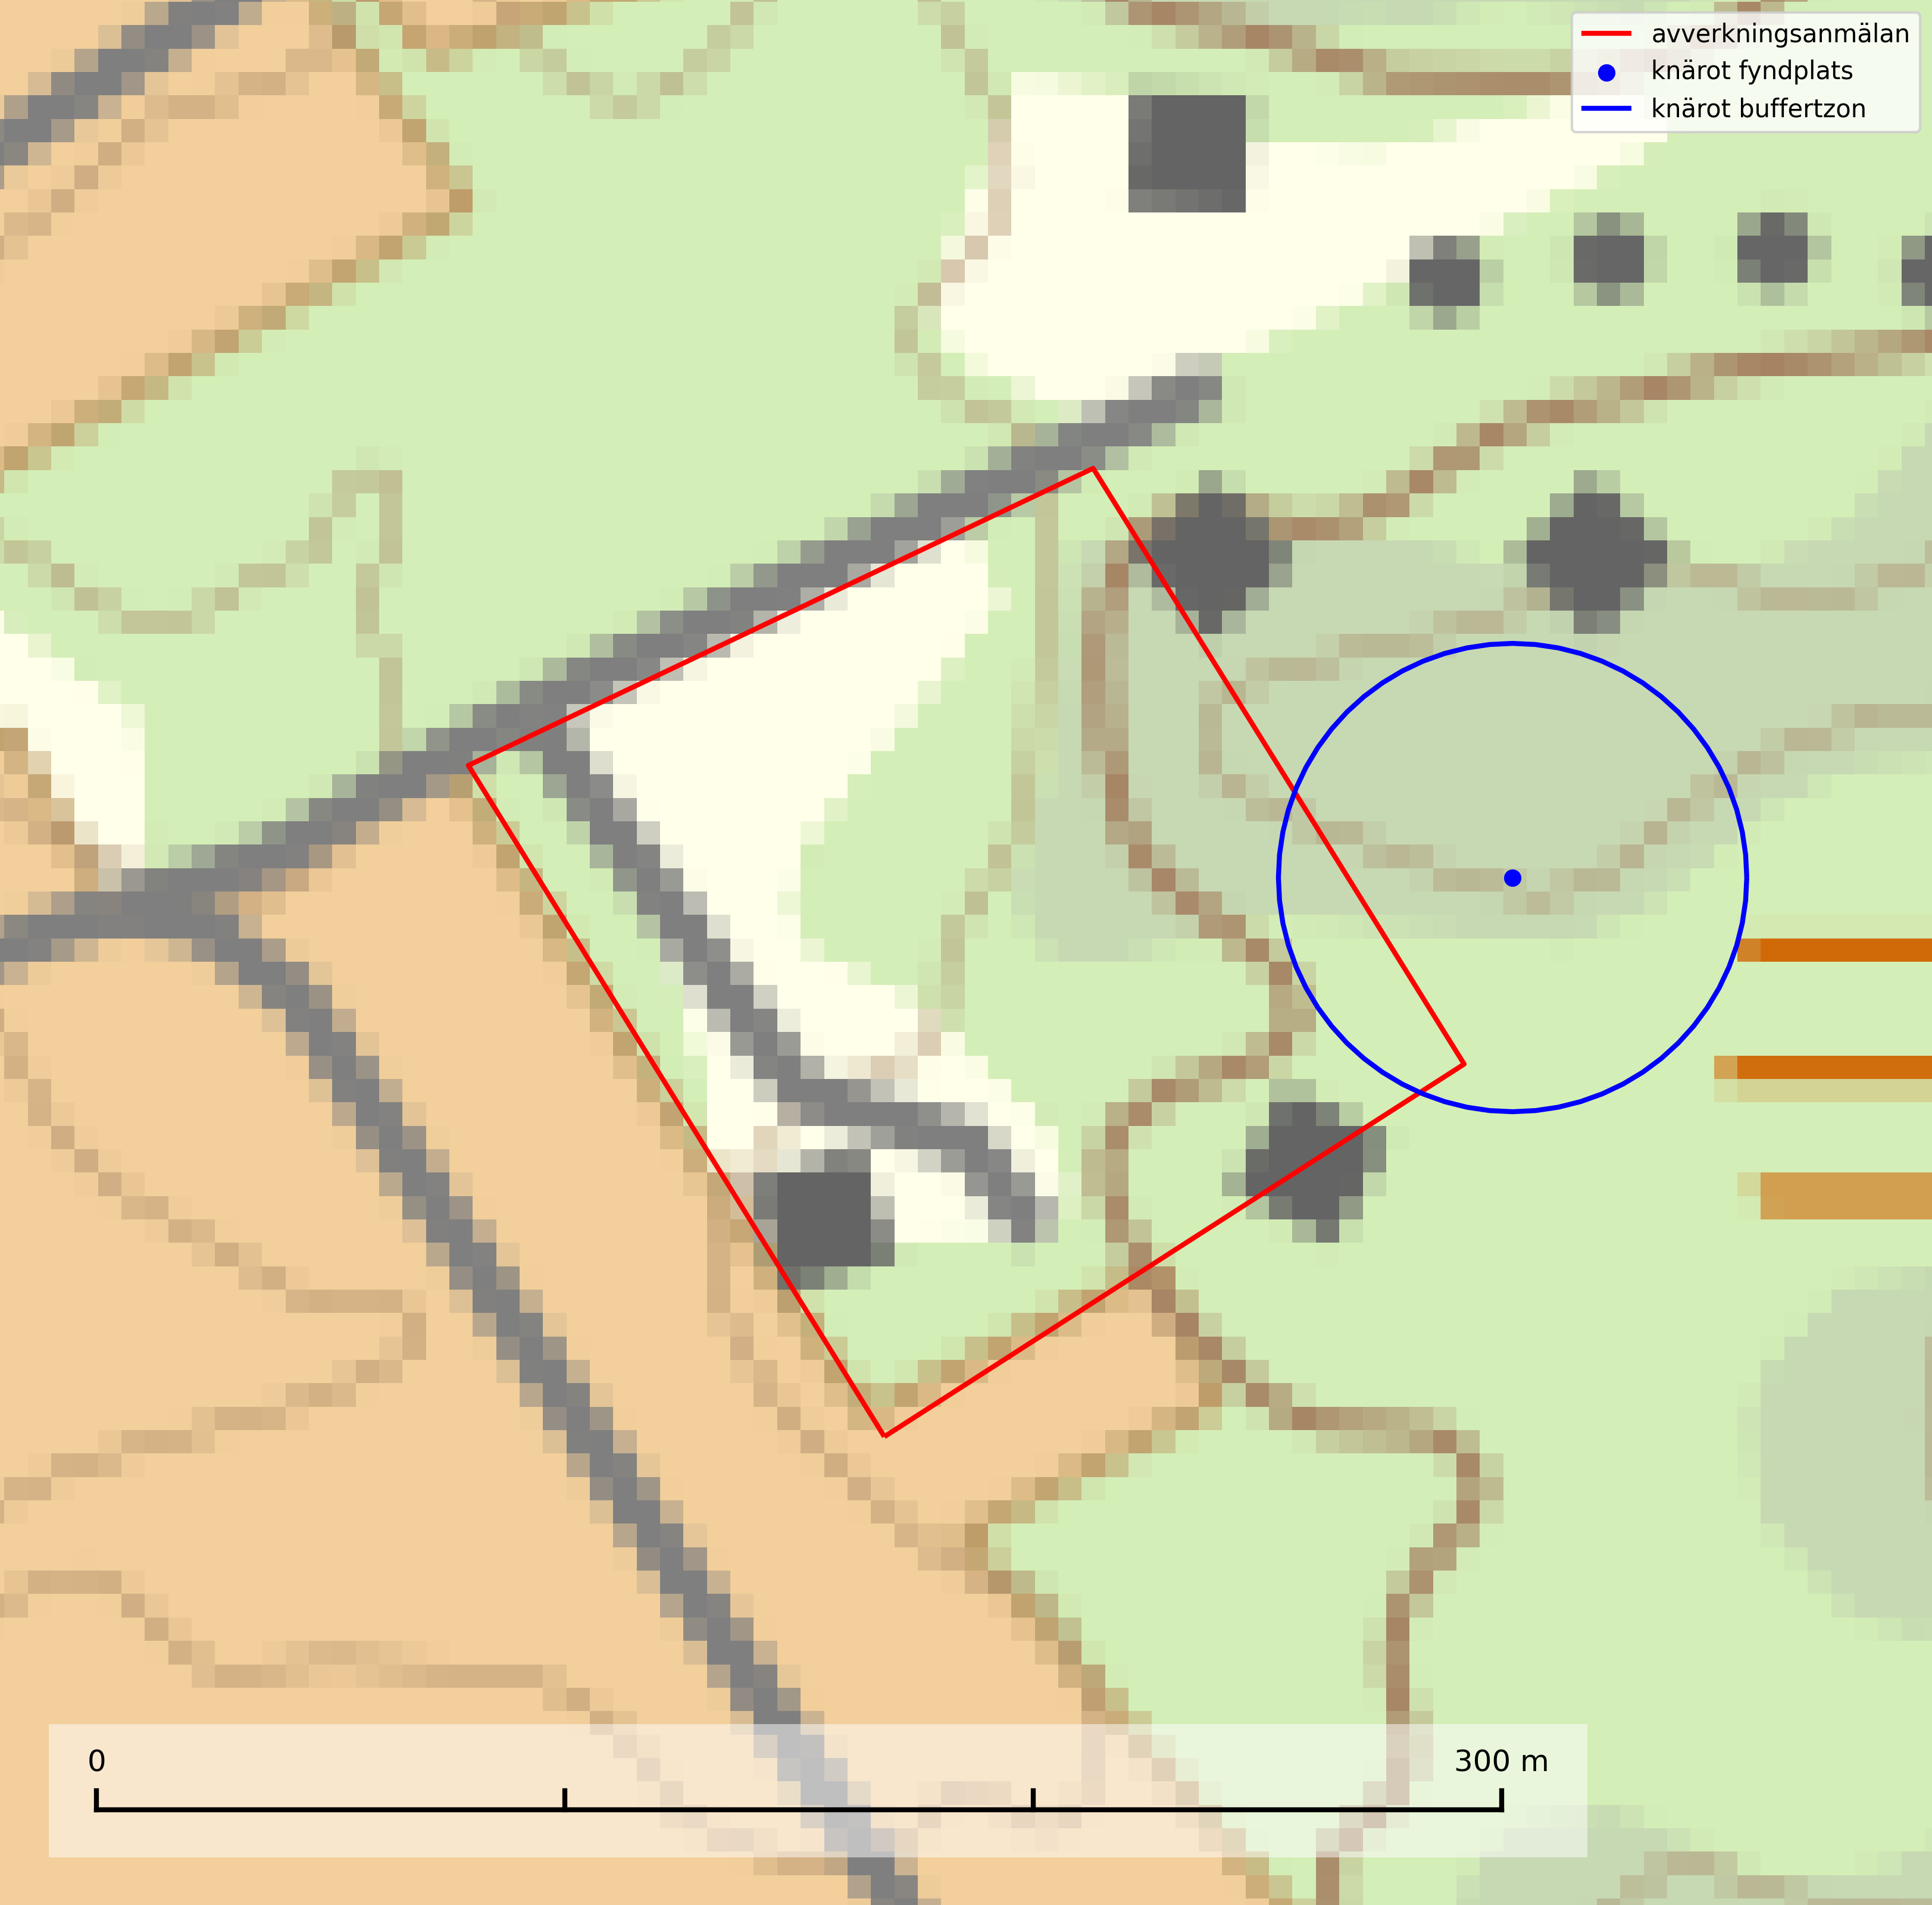 avverkningsanmälan
knärot fyndplats
knärot buffertzon
0
300 m